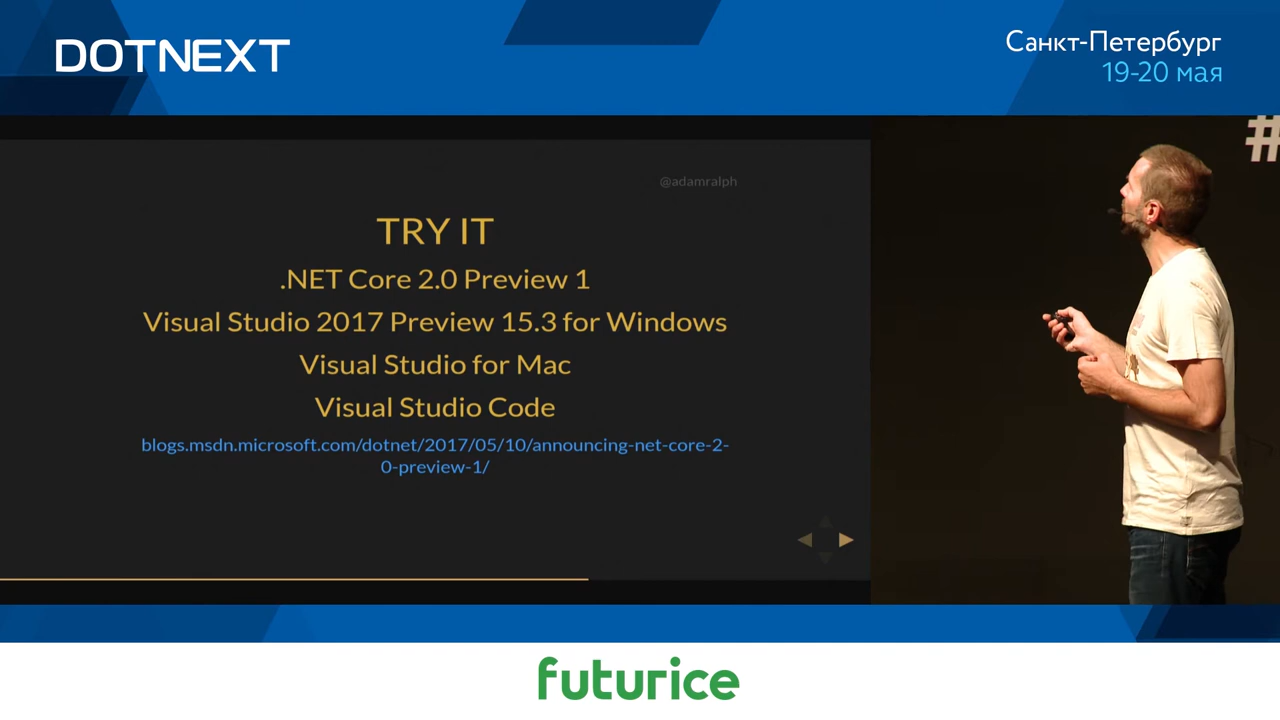 DOTNEXT
Санкт-Петербург
19-20 мая
#
@adamralph
TRY IT
.NET Core 2.0 Preview 1
Visual Studio 2017 Preview 15.3 for Windows
Visual Studio for Mac
Visual Studio Code
blogs.msdn.microsoft.com/dotnet/2017/05/10/announcing-net-core-2-
0-preview-1/
futurice